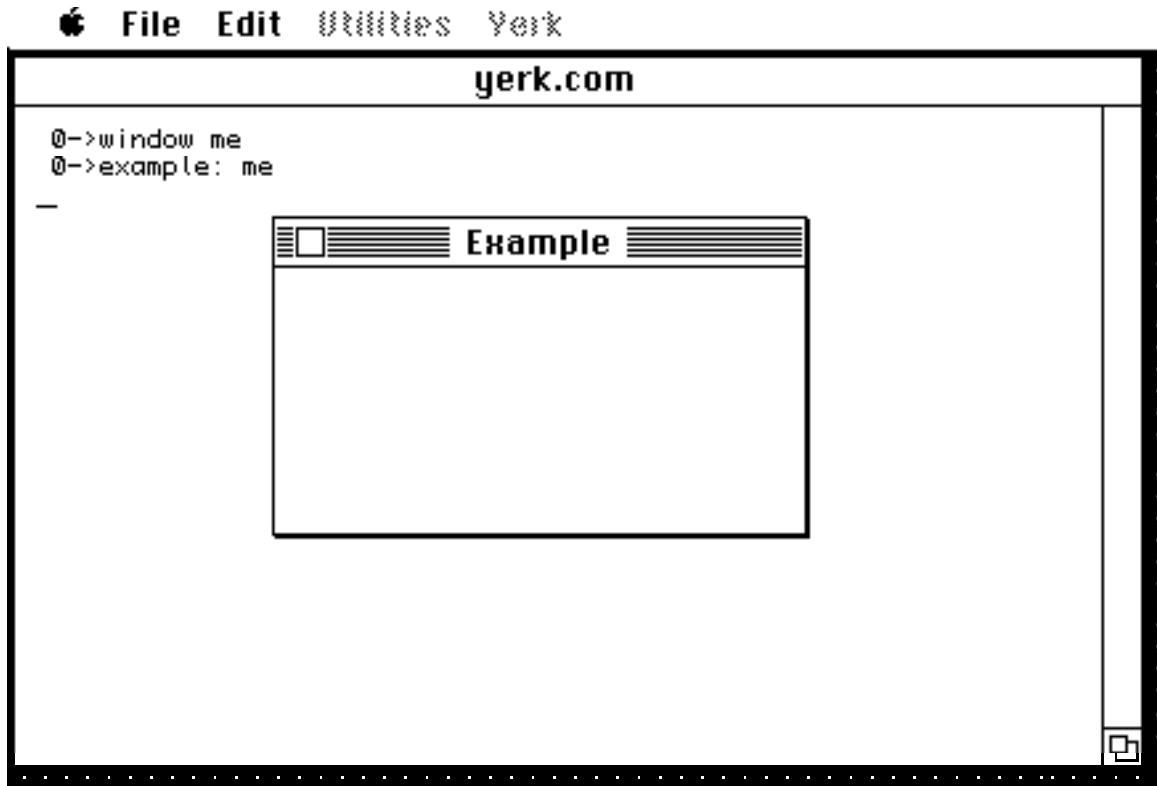 File Edit Utilities Yerk
yerk.com
0->window me
0->example: me
Example